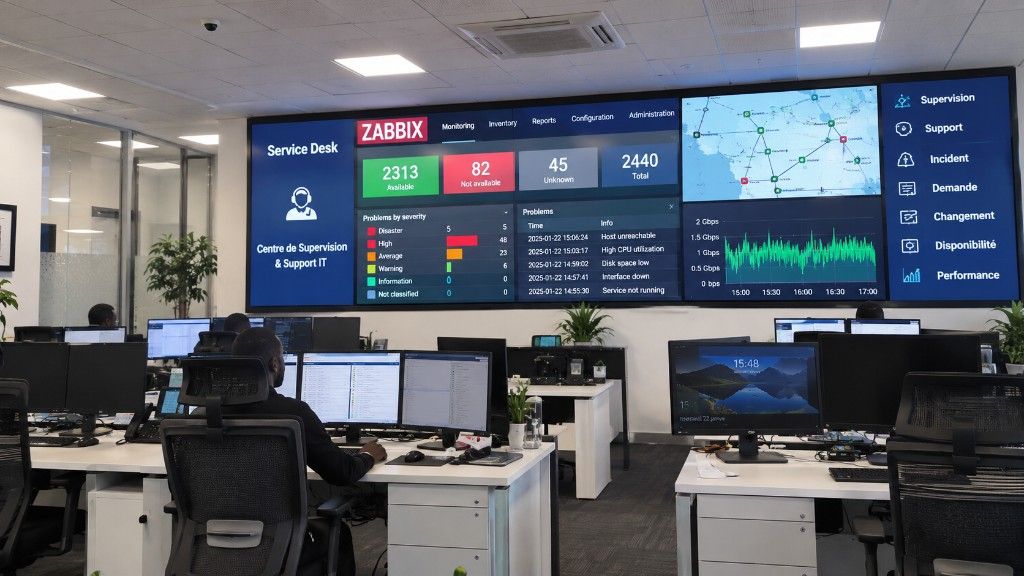 Service Desk
Centre de Supervision
& Support IT
ZABBIX
Monitoring
Inventory
Reports
Configuration
Administration
2313
Available
82
Not available
45
Unknown
2440
Total
Problems by severity
Disaster 5 5
High 48
Average 23
Warning 6
Information 0 0
Not classified 0
Problems
Time Info
2025-01-22 15:06:24 Host unreachable
2025-01-22 15:03:17 High CPU utilization
2025-01-22 14:59:02 Disk space low
2025-01-22 14:57:41 Interface down
2025-01-22 14:55:30 Service not running
2 Gbps
1.5 Gbps
1 Gbps
0.5 Gbps
0 bps
15:00 15:30 16:00 16:30 17:00
Supervision
Support
Incident
Demande
Changement
Disponibilité
Performance
15:48